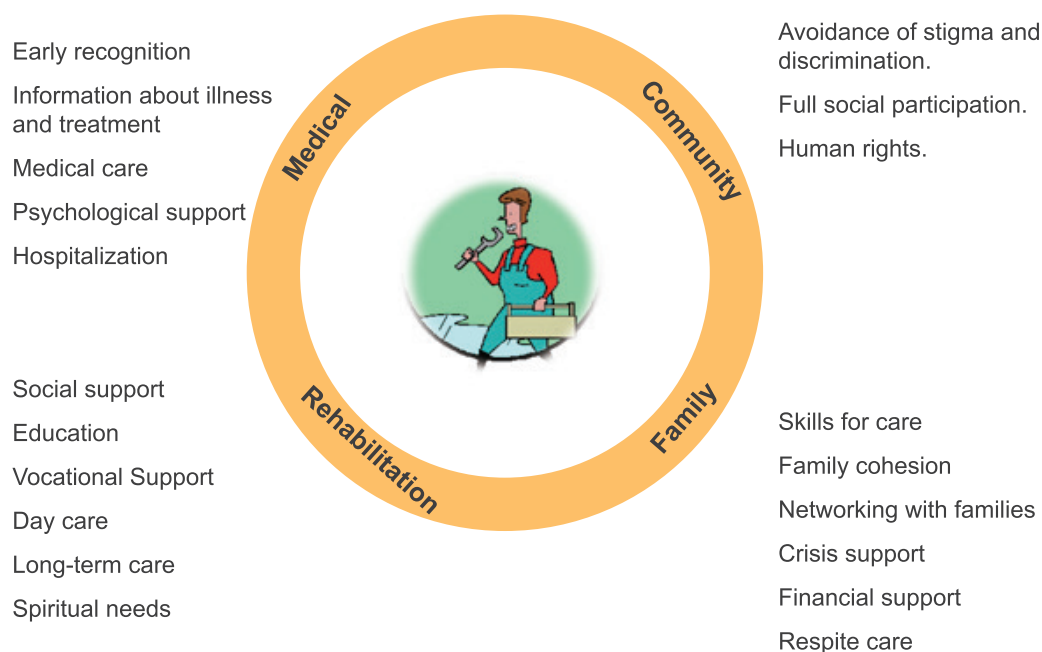 Early recognition
Information about illness
and treatment
Medical care
Psychological support
Hospitalization
Medical
Community
Avoidance of stigma and
discrimination.
Full social participation.
Human rights.
Social support
Education
Vocational Support
Day care
Long-term care
Spiritual needs
Rehabilitation
Family
Skills for care
Family cohesion
Networking with families
Crisis support
Financial support
Respite care